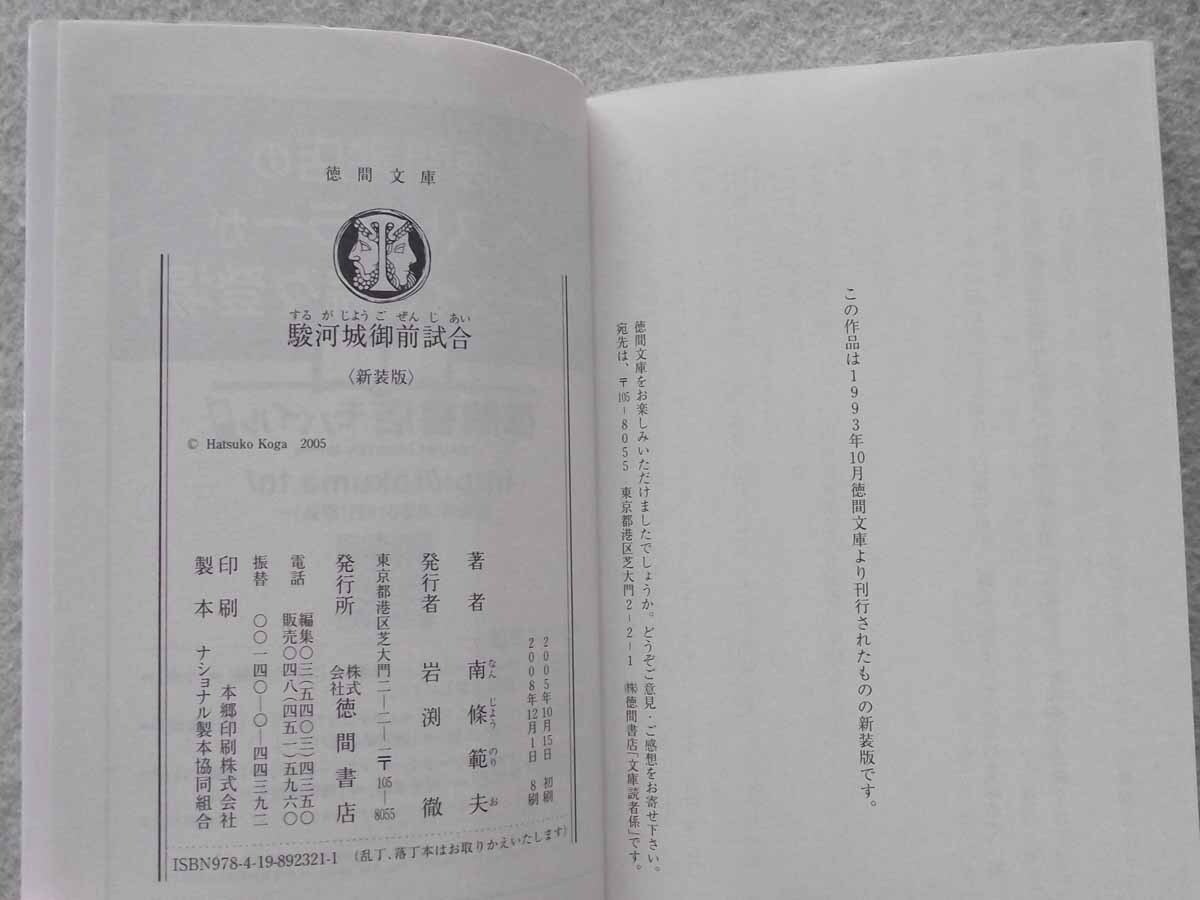 この作品は1993年10月徳間文庫より刊行されたものの新装版です。
徳間文庫をお楽しみいただけましたでしょうか。どうぞご意見・ご感想をお寄せ下さい。
宛先は、〒105-8055 東京都港区芝大門2-2-1 ㈱徳間書店「文庫読者係」です。
徳間文庫
するがじようごぜんじあい
駿河城御前試合
〈新装版〉
© Hatsuko Koga 2005
2005年10月15日 初刷
2008年12月1日 8刷
著者 南條範夫
なんじようのりお
発行者 岩渕徹
東京都港区芝大門二―二―一〒105―8055
発行所 株式会社徳間書店
電話 編集〇三(五四〇三)四三五〇
販売〇四八(四五一)五九六〇
振替 〇〇一四〇―〇―四四三九二
印刷 本郷印刷株式会社
製本 ナショナル製本協同組合
ISBN978-4-19-892321-1 (乱丁、落丁本はお取りかえいたします)